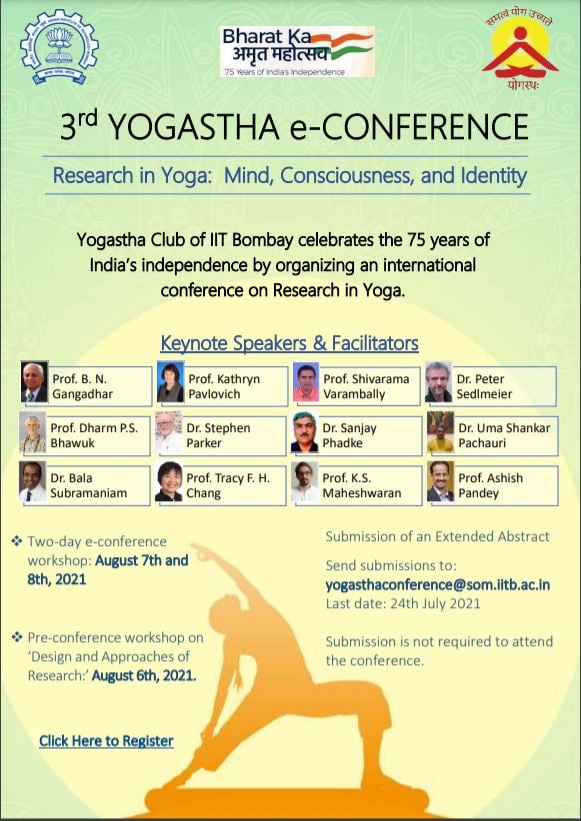 Bharat Ka
अमृत महोत्सव
75 Years of India's Independence
समत्वं योग उच्यते
योगस्थः
3rd YOGASTHA e-CONFERENCE
Research in Yoga: Mind, Consciousness, and Identity
Yogastha Club of IIT Bombay celebrates the 75 years of
India's independence by organizing an international
conference on Research in Yoga.
Keynote Speakers & Facilitators
Prof. B. N.
Gangadhar
Prof. Kathryn
Pavlovich
Prof. Shivarama
Varambally
Dr. Peter
Sedlmeier
Prof. Dharm P.S.
Bhawuk
Dr. Stephen
Parker
Dr. Sanjay
Phadke
Dr. Uma Shankar
Pachauri
Dr. Bala
Subramaniam
Prof. Tracy F. H.
Chang
Prof. K.S.
Maheshwaran
Prof. Ashish
Pandey
❖ Two-day e-conference
workshop: August 7th and
8th, 2021
❖ Pre-conference workshop on
‘Design and Approaches of
Research:’ August 6th, 2021.
Click Here to Register
Submission of an Extended Abstract
Send submissions to:
yogasthaconference@som.iitb.ac.in
Last date: 24th July 2021
Submission is not required to attend
the conference.